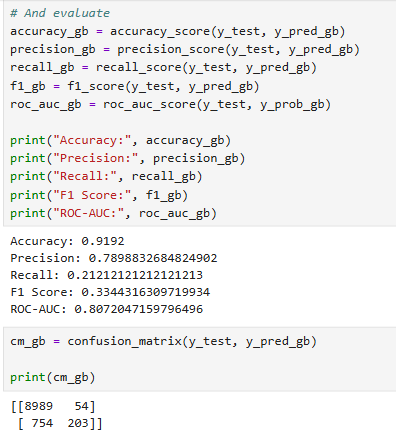 # And evaluate
accuracy_gb = accuracy_score(y_test, y_pred_gb)
precision_gb = precision_score(y_test, y_pred_gb)
recall_gb = recall_score(y_test, y_pred_gb)
f1_gb = f1_score(y_test, y_pred_gb)
roc_auc_gb = roc_auc_score(y_test, y_prob_gb)
print("Accuracy:", accuracy_gb)
print("Precision:", precision_gb)
print("Recall:", recall_gb)
print("F1 Score:", f1_gb)
print("ROC-AUC:", roc_auc_gb)
Accuracy: 0.9192
Precision: 0.7898832684824902
Recall: 0.21212121212121213
F1 Score: 0.3344316309719934
ROC-AUC: 0.8072047159796496
cm_gb = confusion_matrix(y_test, y_pred_gb)
print(cm_gb)
[[8989   54]
 [ 754  203]]